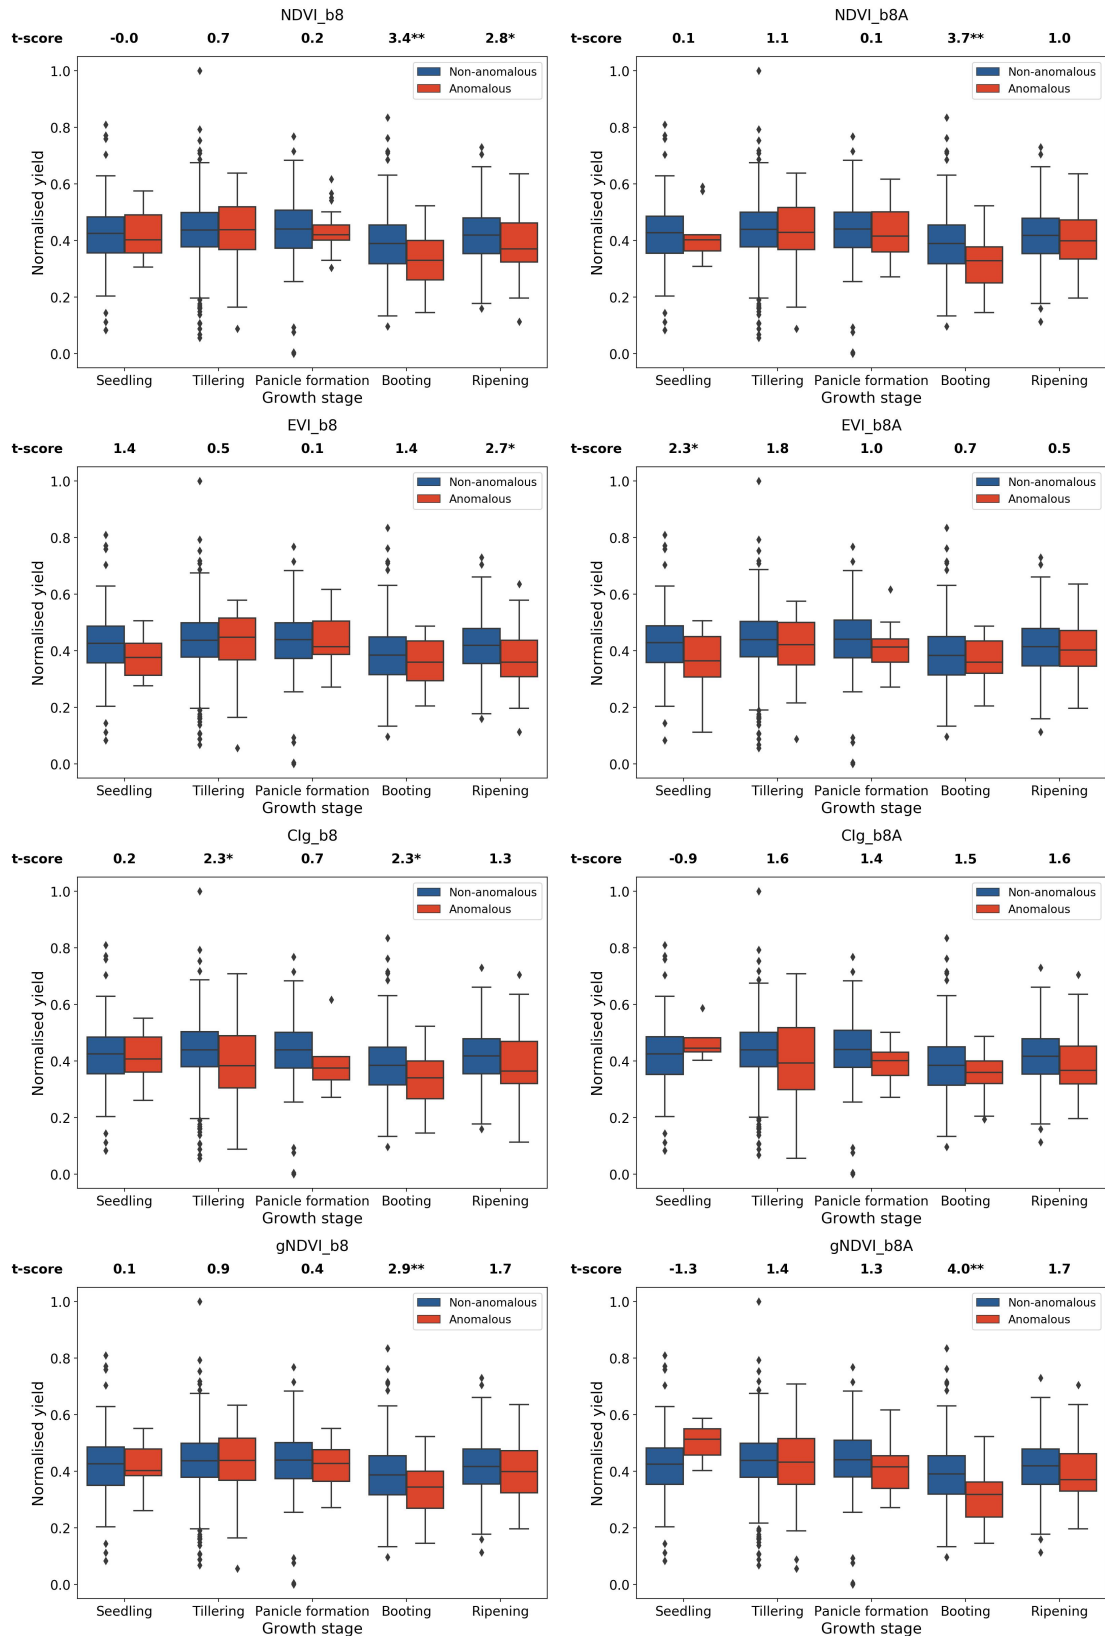 NDVI_b8
t-score -0.0 0.7 0.2 3.4** 2.8*
1.0
0.8
0.6
0.4
0.2
0.0
Normalised yield
Non-anomalous
Anomalous
Seedling Tillering Panicle formation Booting Ripening
Growth stage
NDVI_b8A
t-score 0.1 1.1 0.1 3.7** 1.0
1.0
0.8
0.6
0.4
0.2
0.0
Normalised yield
Non-anomalous
Anomalous
Seedling Tillering Panicle formation Booting Ripening
Growth stage
EVI_b8
t-score 1.4 0.5 0.1 1.4 2.7*
1.0
0.8
0.6
0.4
0.2
0.0
Normalised yield
Non-anomalous
Anomalous
Seedling Tillering Panicle formation Booting Ripening
Growth stage
EVI_b8A
t-score 2.3* 1.8 1.0 0.7 0.5
1.0
0.8
0.6
0.4
0.2
0.0
Normalised yield
Non-anomalous
Anomalous
Seedling Tillering Panicle formation Booting Ripening
Growth stage
CIg_b8
t-score 0.2 2.3* 0.7 2.3* 1.3
1.0
0.8
0.6
0.4
0.2
0.0
Normalised yield
Non-anomalous
Anomalous
Seedling Tillering Panicle formation Booting Ripening
Growth stage
CIg_b8A
t-score -0.9 1.6 1.4 1.5 1.6
1.0
0.8
0.6
0.4
0.2
0.0
Normalised yield
Non-anomalous
Anomalous
Seedling Tillering Panicle formation Booting Ripening
Growth stage
gNDVI_b8
t-score 0.1 0.9 0.4 2.9** 1.7
1.0
0.8
0.6
0.4
0.2
0.0
Normalised yield
Non-anomalous
Anomalous
Seedling Tillering Panicle formation Booting Ripening
Growth stage
gNDVI_b8A
t-score -1.3 1.4 1.3 4.0** 1.7
1.0
0.8
0.6
0.4
0.2
0.0
Normalised yield
Non-anomalous
Anomalous
Seedling Tillering Panicle formation Booting Ripening
Growth stage